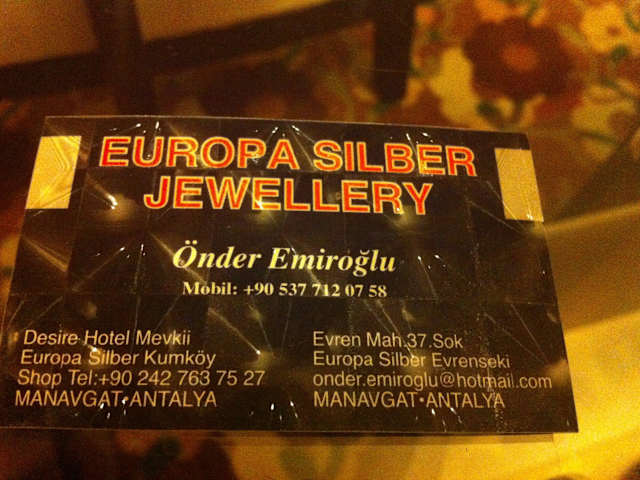 EUROPA SILBER
JEWELLERY
Önder Emiroğlu
Mobil: +90 537 712 07 58
Desire Hotel Mevkii
Europa Silber Kumköy
Shop Tel:+90 242 763 75 27
MANAVGAT•ANTALYA
Evren Mah.37.Sok
Europa Silber Evrenseki
onder.emiroglu@hotmail.com
MANAVGAT•ANTALYA